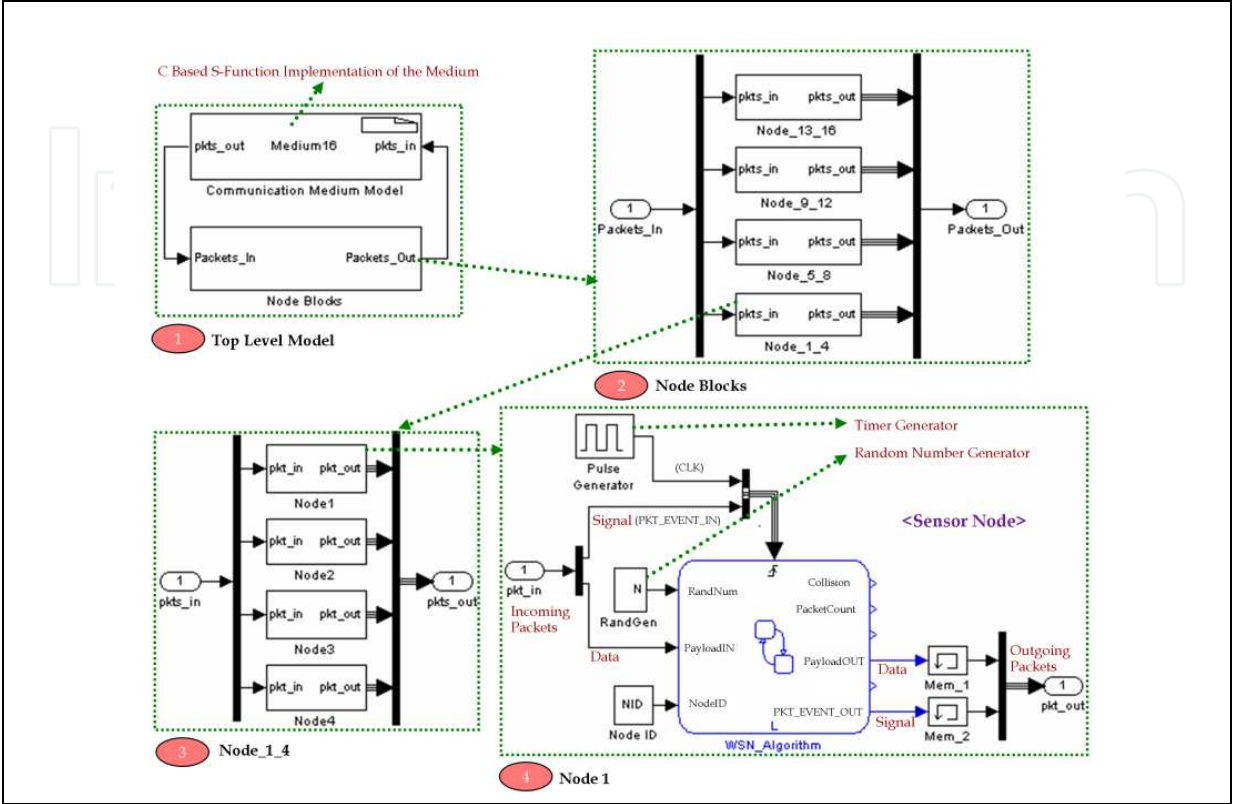 C Based S-Function Implementation of the Medium
pkts_out Medium16 pkts_in
Communication Medium Model
Packets_In Packets_Out
Node Blocks
1 Top Level Model
pkts_in pkts_out
Node_13_16
pkts_in pkts_out
Node_9_12
1
Packets_In
1
Packets_Out
pkts_in pkts_out
Node_5_8
pkts_in pkts_out
Node_1_4
2 Node Blocks
pkt_in pkt_out
Node1
pkt_in pkt_out
Node2
1
pkts_in
1
pkts_out
pkt_in pkt_out
Node3
pkt_in pkt_out
Node4
3 Node_1_4
Timer Generator
Random Number Generator
Pulse
Generator
(CLK)
Signal (PKT_EVENT_IN)
<Sensor Node>
1
pkt_in
Incoming
Packets
N
RandGen
Data
NID
Node ID
RandNum
PayloadIN
NodeID
Collision
PacketCount
PayloadOUT
PKT_EVENT_OUT
WSN_Algorithm
Data
Signal
Mem_1
Mem_2
Outgoing
Packets
1
pkt_out
4 Node 1